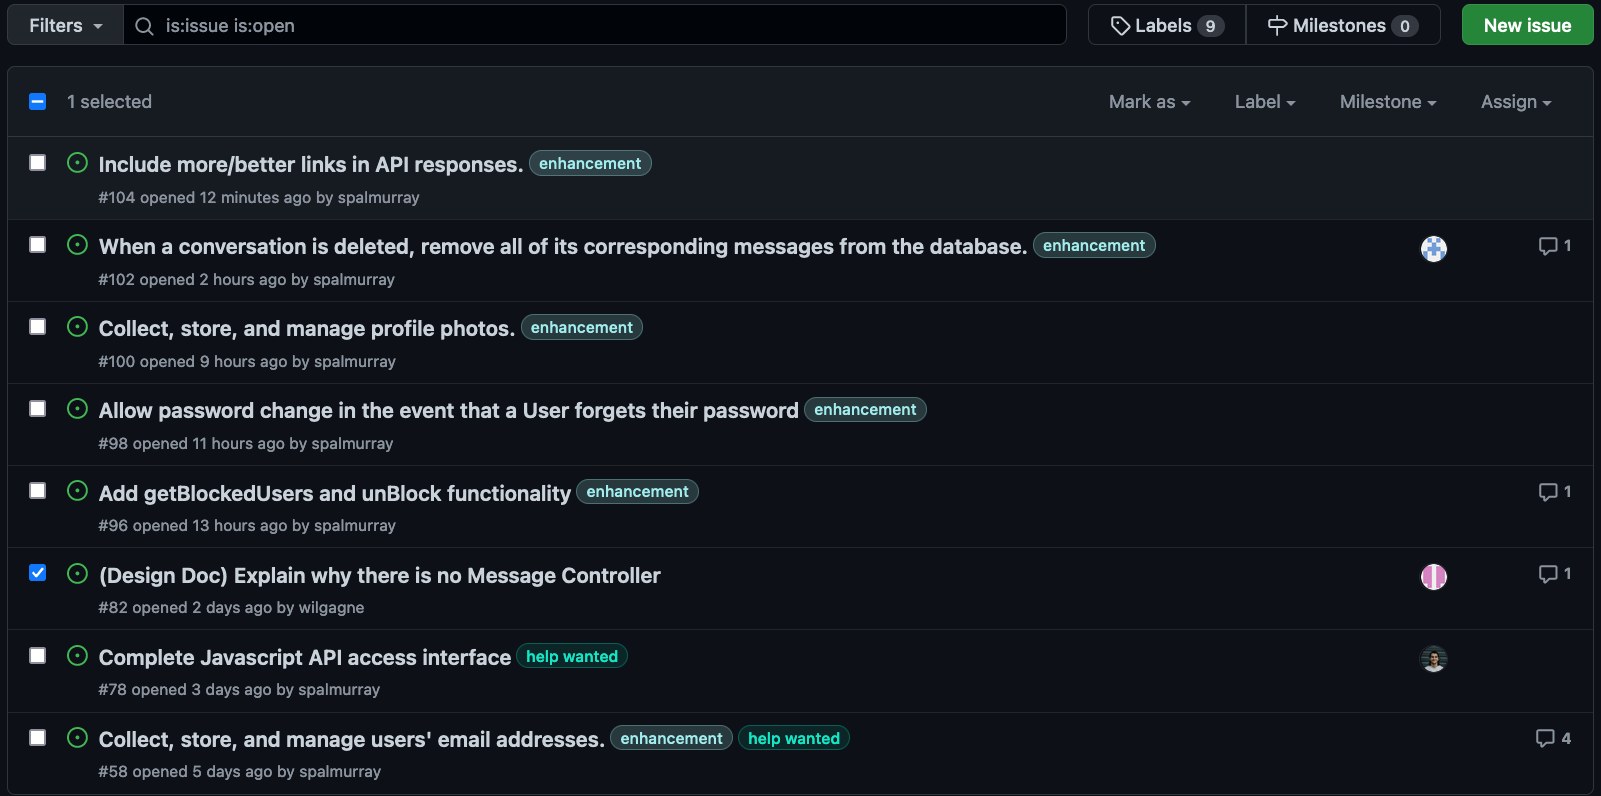 Filters
is:issue is:open
Labels 9
Milestones 0
New issue
1 selected
Mark as
Label
Milestone
Assign
Include more/better links in API responses. enhancement
#104 opened 12 minutes ago by spalmurray
When a conversation is deleted, remove all of its corresponding messages from the database. enhancement
1
#102 opened 2 hours ago by spalmurray
Collect, store, and manage profile photos. enhancement
#100 opened 9 hours ago by spalmurray
Allow password change in the event that a User forgets their password enhancement
#98 opened 11 hours ago by spalmurray
Add getBlockedUsers and unBlock functionality enhancement
1
#96 opened 13 hours ago by spalmurray
(Design Doc) Explain why there is no Message Controller
1
#82 opened 2 days ago by wilgagne
Complete Javascript API access interface help wanted
#78 opened 3 days ago by spalmurray
Collect, store, and manage users' email addresses. enhancement help wanted
4
#58 opened 5 days ago by spalmurray